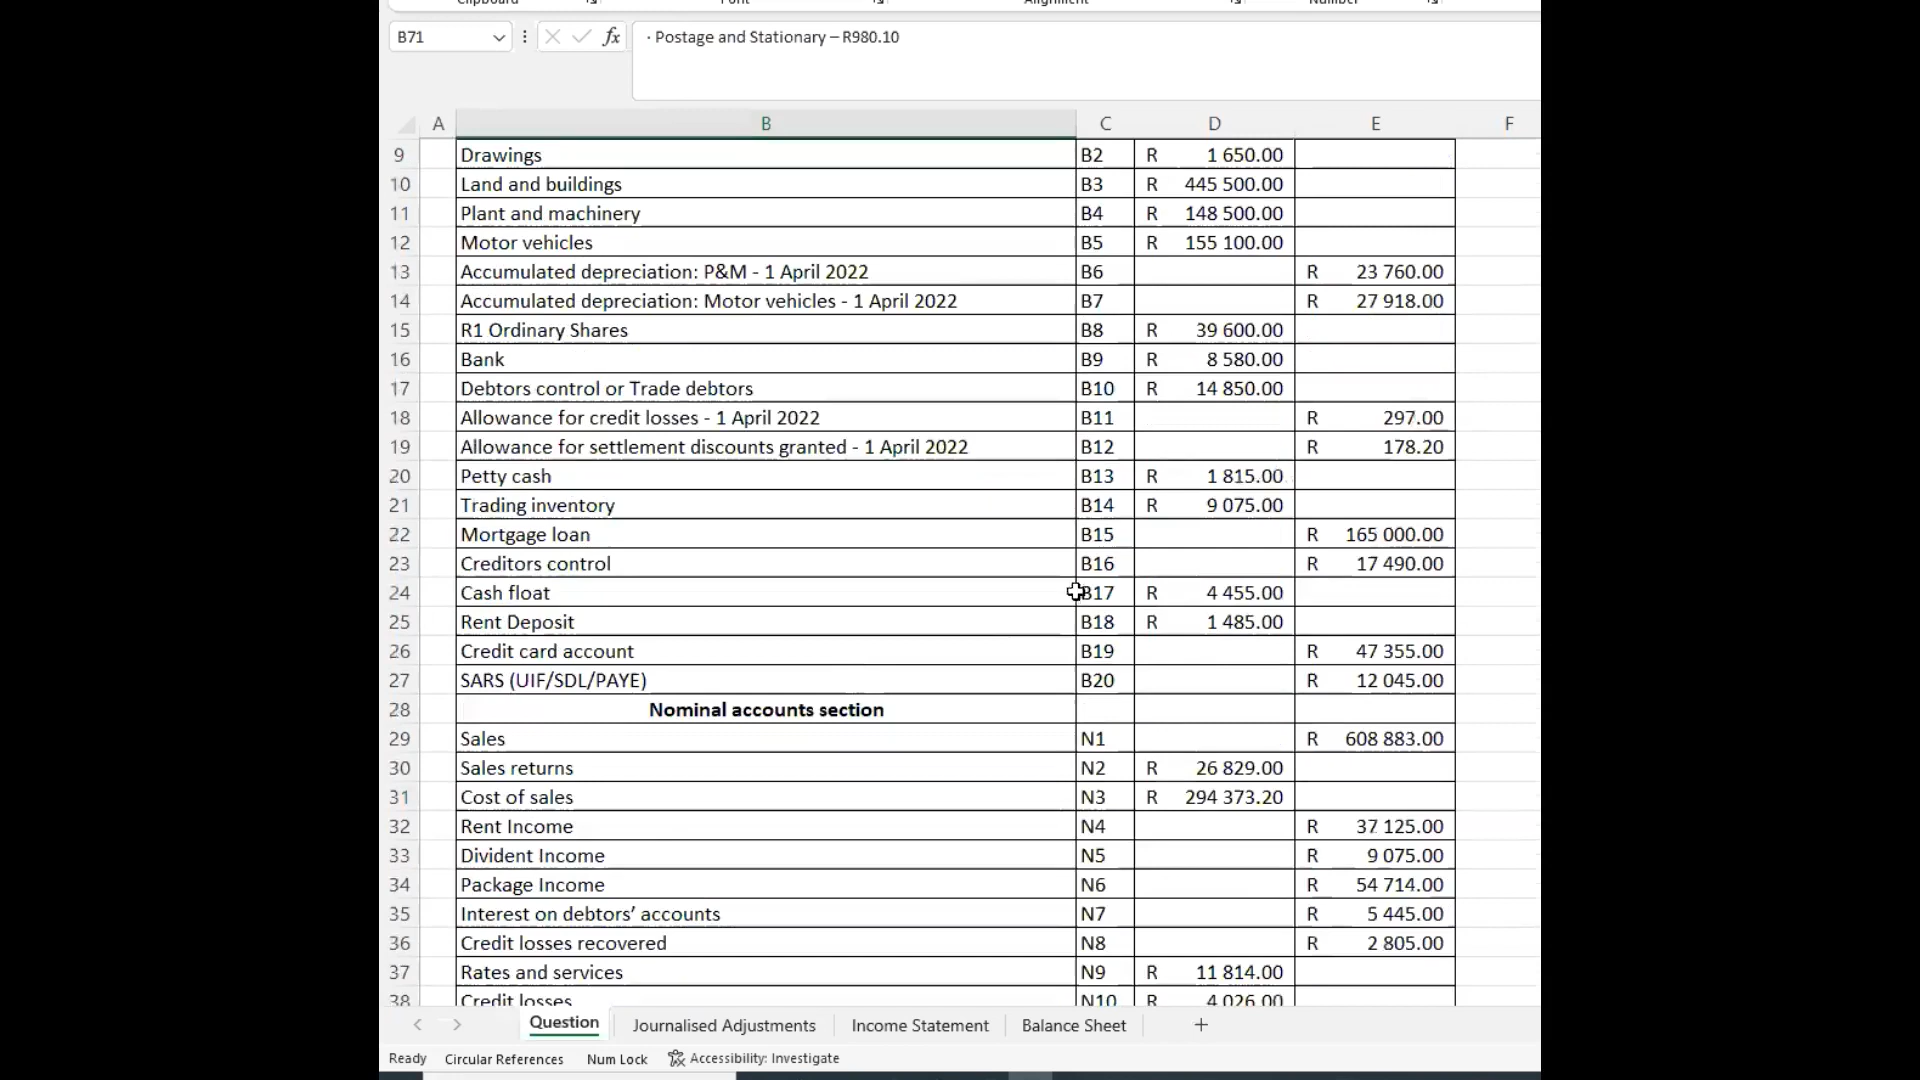 Clipboard Font Alignment Number
B71 fx · Postage and Stationary – R980.10
A B C D E F
9 Drawings B2 R 1 650.00
10 Land and buildings B3 R 445 500.00
11 Plant and machinery B4 R 148 500.00
12 Motor vehicles B5 R 155 100.00
13 Accumulated depreciation: P&M - 1 April 2022 B6 R 23 760.00
14 Accumulated depreciation: Motor vehicles - 1 April 2022 B7 R 27 918.00
15 R1 Ordinary Shares B8 R 39 600.00
16 Bank B9 R 8 580.00
17 Debtors control or Trade debtors B10 R 14 850.00
18 Allowance for credit losses - 1 April 2022 B11 R 297.00
19 Allowance for settlement discounts granted - 1 April 2022 B12 R 178.20
20 Petty cash B13 R 1 815.00
21 Trading inventory B14 R 9 075.00
22 Mortgage loan B15 R 165 000.00
23 Creditors control B16 R 17 490.00
24 Cash float B17 R 4 455.00
25 Rent Deposit B18 R 1 485.00
26 Credit card account B19 R 47 355.00
27 SARS (UIF/SDL/PAYE) B20 R 12 045.00
28 Nominal accounts section
29 Sales N1 R 608 883.00
30 Sales returns N2 R 26 829.00
31 Cost of sales N3 R 294 373.20
32 Rent Income N4 R 37 125.00
33 Divident Income N5 R 9 075.00
34 Package Income N6 R 54 714.00
35 Interest on debtors’ accounts N7 R 5 445.00
36 Credit losses recovered N8 R 2 805.00
37 Rates and services N9 R 11 814.00
38 Credit losses N10 R 4 026.00
Question Journalised Adjustments Income Statement Balance Sheet
Ready Circular References Num Lock Accessibility: Investigate